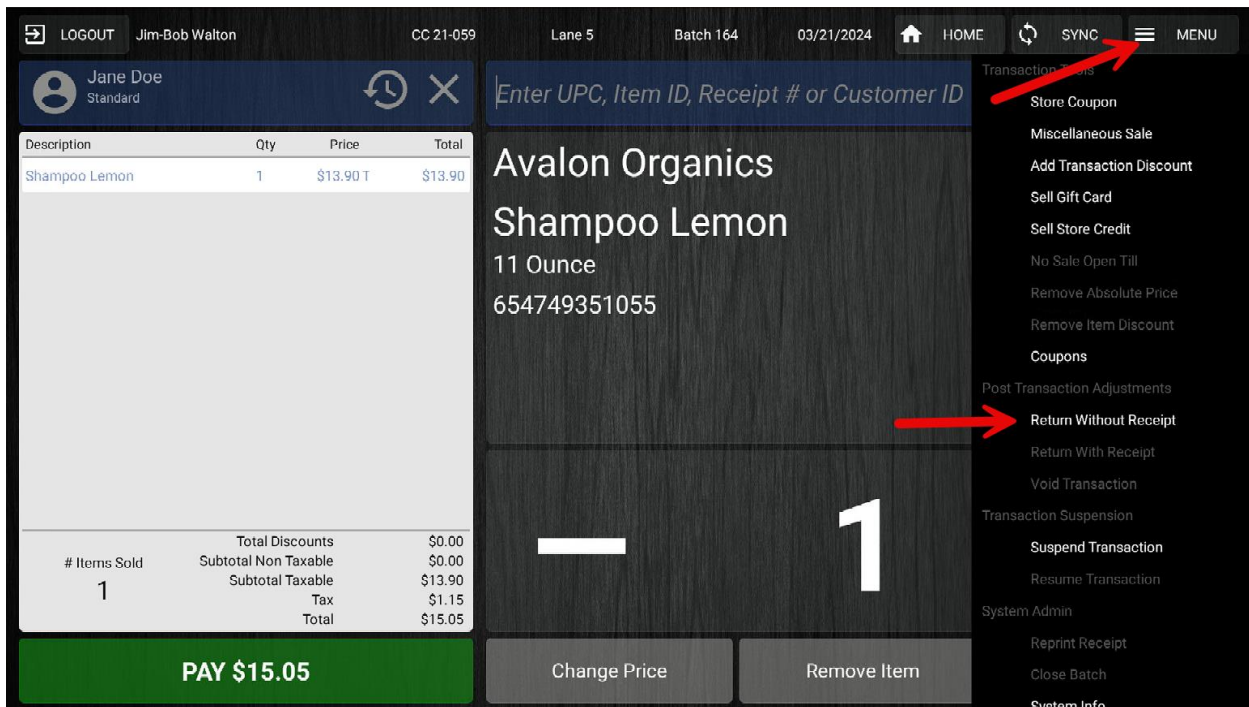 LOGOUT Jim-Bob Walton CC 21-059 Lane 5 Batch 164 03/21/2024 HOME SYNC MENU
Jane Doe
Standard
Description Qty Price Total
Shampoo Lemon 1 $13.90 T $13.90
# Items Sold
1
Total Discounts $0.00
Subtotal Non Taxable $0.00
Subtotal Taxable $13.90
Tax $1.15
Total $15.05
PAY $15.05
Enter UPC, Item ID, Receipt # or Customer ID
Avalon Organics
Shampoo Lemon
11 Ounce
654749351055
1
Change Price Remove Item
Transaction Tools
Store Coupon
Miscellaneous Sale
Add Transaction Discount
Sell Gift Card
Sell Store Credit
No Sale Open Till
Remove Absolute Price
Remove Item Discount
Coupons
Post Transaction Adjustments
Return Without Receipt
Return With Receipt
Void Transaction
Transaction Suspension
Suspend Transaction
Resume Transaction
System Admin
Reprint Receipt
Close Batch
System Info